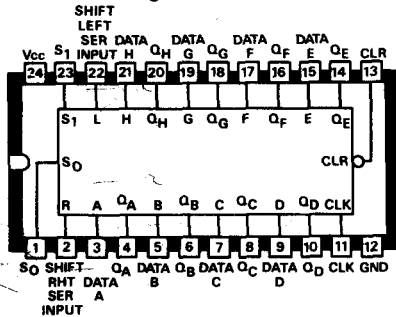 SHIFT
LEFT
SER DATA DATA DATA DATA
Vcc S1 INPUT H QH G QG F QF E QE CLR
24 23 22 21 20 19 18 17 16 15 14 13
S1 L H QH G QG F QF E QE
S0 CLR
R A QA B QB C QC D QD CLK
1 2 3 4 5 6 7 8 9 10 11 12
S0 SHIFT DATA QA DATA QB DATA QC DATA QD CLK GND
RHT A B C D
SER
INPUT